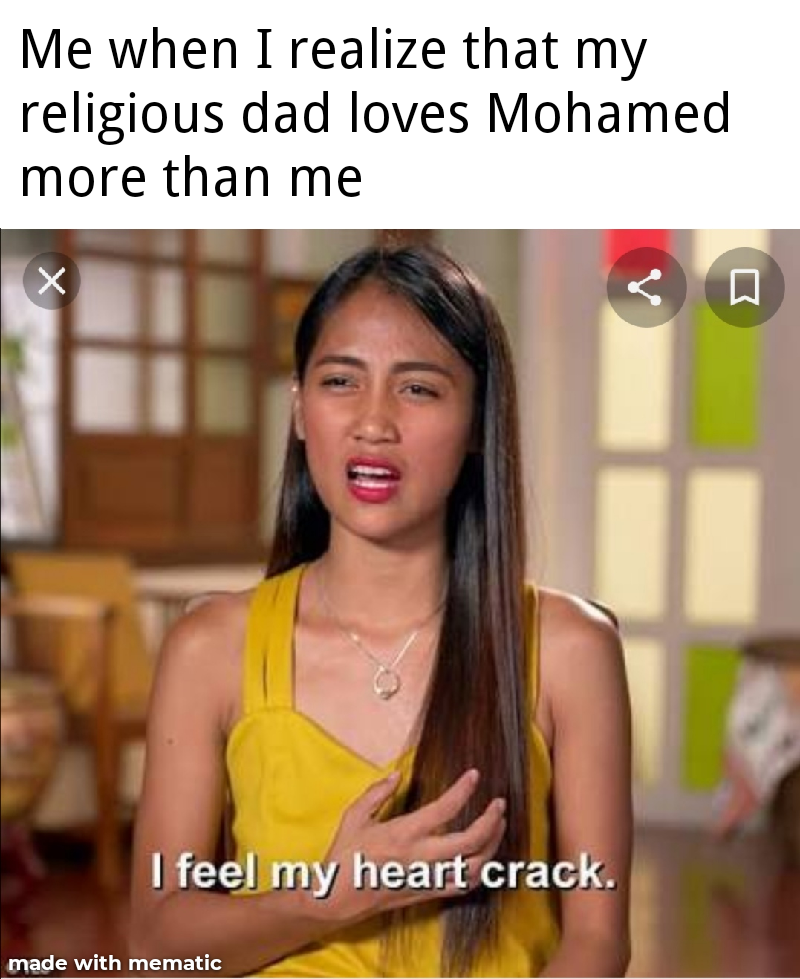 Me when I realize that my
religious dad loves Mohamed
more than me
I feel my heart crack.
made with mematic